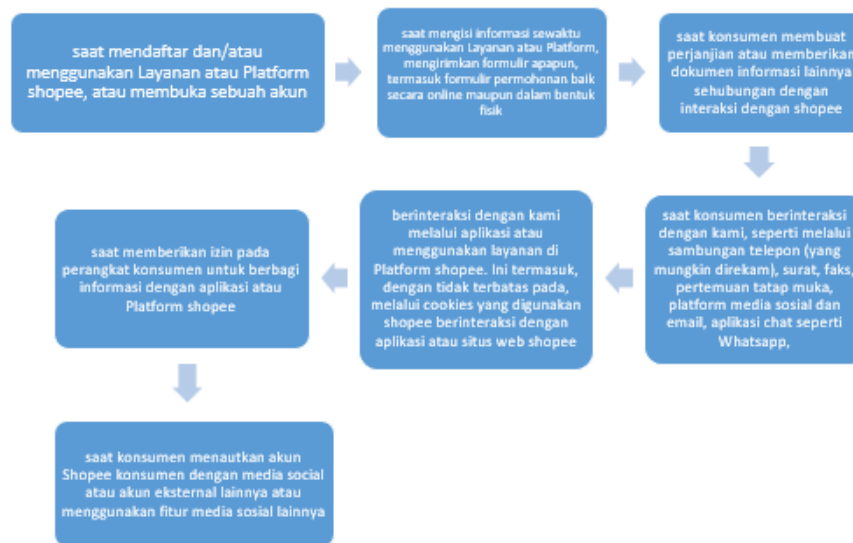 saat mendaftar dan/atau
menggunakan Layanan atau Platform
shopee, atau membuka sebuah akun
saat mengisi informasi sewaktu
menggunakan Layanan atau Platform,
mengirimkan formulir apapun,
termasuk formulir permohonan baik
secara online maupun dalam bentuk
fisik
saat konsumen membuat
perjanjian atau memberikan
dokumen informasi lainnya
sehubungan dengan
interaksi dengan shopee
saat konsumen berinteraksi
dengan kami, seperti melalui
sambungan telepon (yang
mungkin direkam), surat, faks,
pertemuan tatap muka,
platform media sosial dan
email, aplikasi chat seperti
Whatsapp,
berinteraksi dengan kami
melalui aplikasi atau
menggunakan layanan di
Platform shopee. Ini termasuk,
dengan tidak terbatas pada,
melalui cookies yang digunakan
shopee berinteraksi dengan
aplikasi atau situs web shopee
saat memberikan izin pada
perangkat konsumen untuk berbagi
informasi dengan aplikasi atau
Platform shopee
saat konsumen menautkan akun
Shopee konsumen dengan media social
atau akun eksternal lainnya atau
menggunakan fitur media sosial lainnya